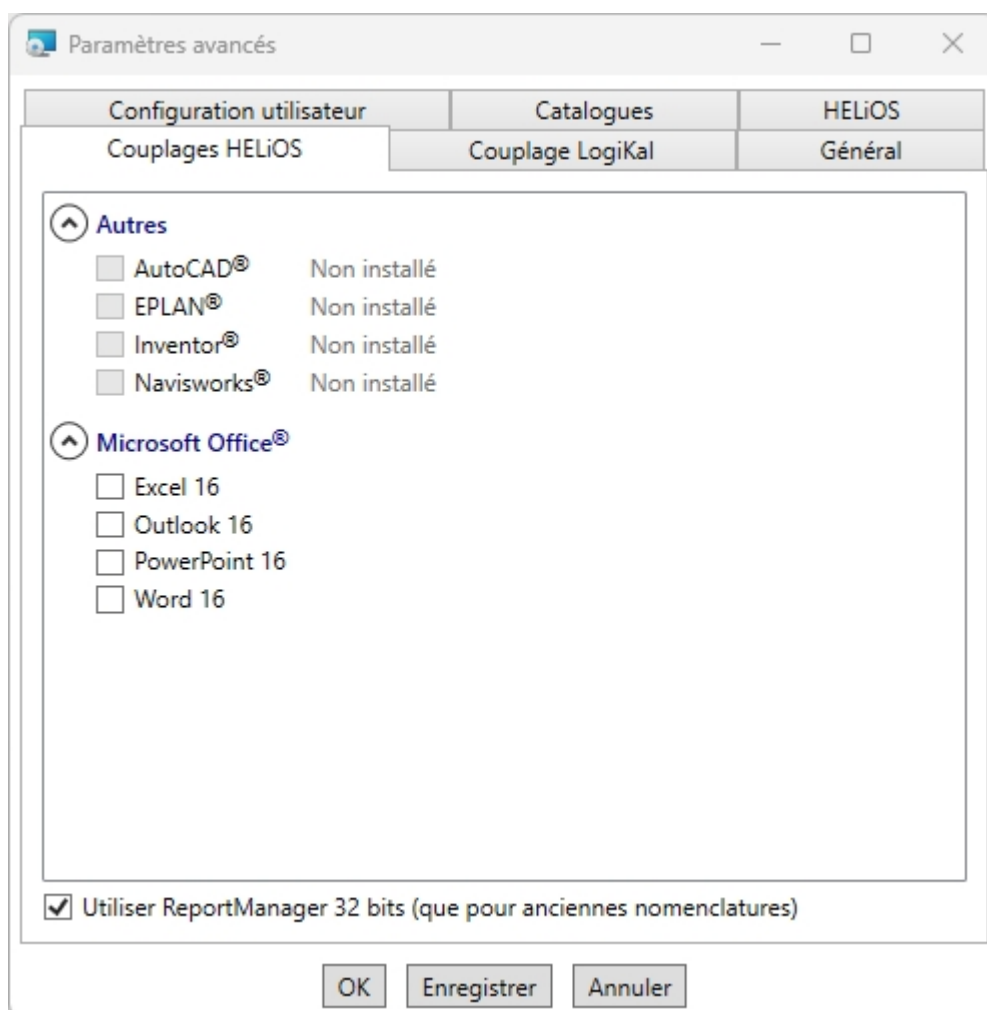 Paramètres avancés
Configuration utilisateur Catalogues HELiOS
Couplages HELiOS Couplage LogiKal Général
Autres
AutoCAD® Non installé
EPLAN® Non installé
Inventor® Non installé
Navisworks® Non installé
Microsoft Office®
Excel 16
Outlook 16
PowerPoint 16
Word 16
Utiliser ReportManager 32 bits (que pour anciennes nomenclatures)
OK Enregistrer Annuler